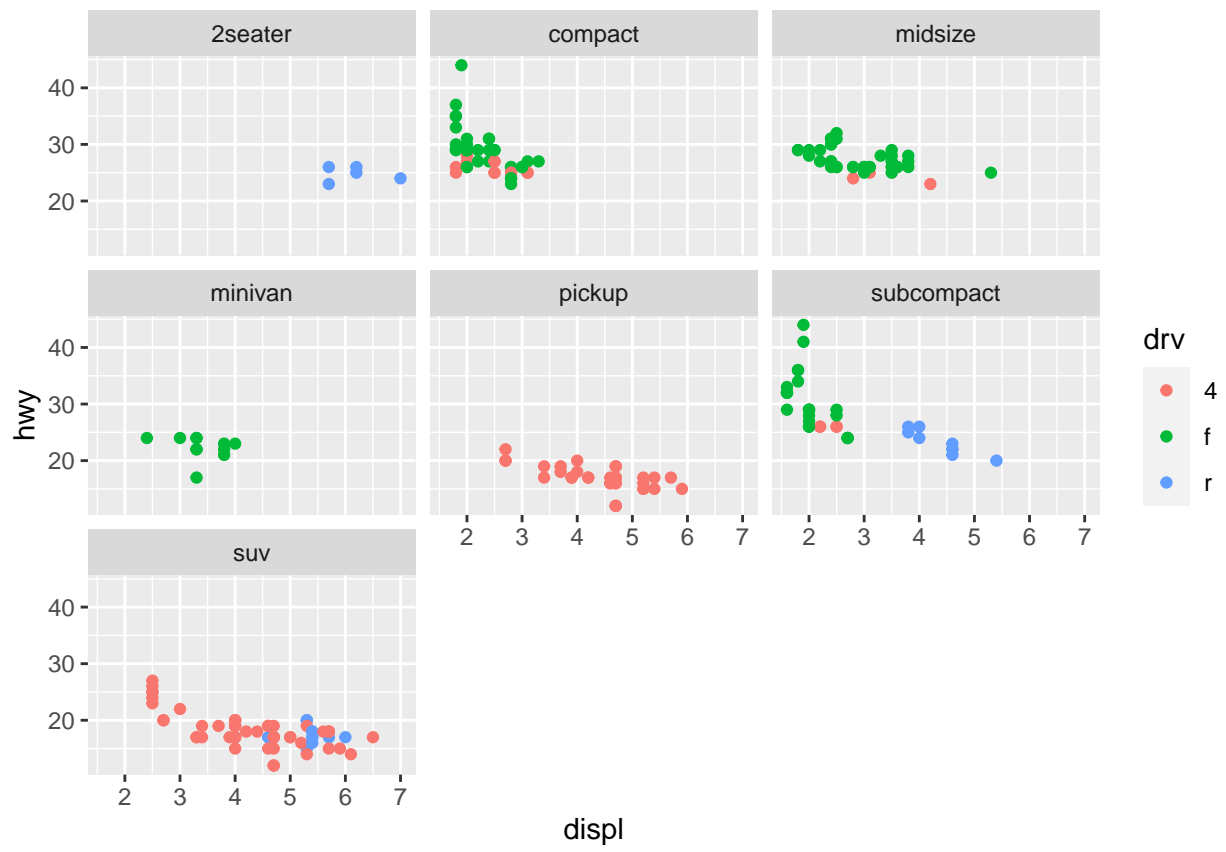 2seater compact midsize
40
30
20
minivan pickup subcompact
40
30
20
hwy
2 3 4 5 6 7 2 3 4 5 6 7
suv
40
30
20
2 3 4 5 6 7
displ
drv
4
f
r